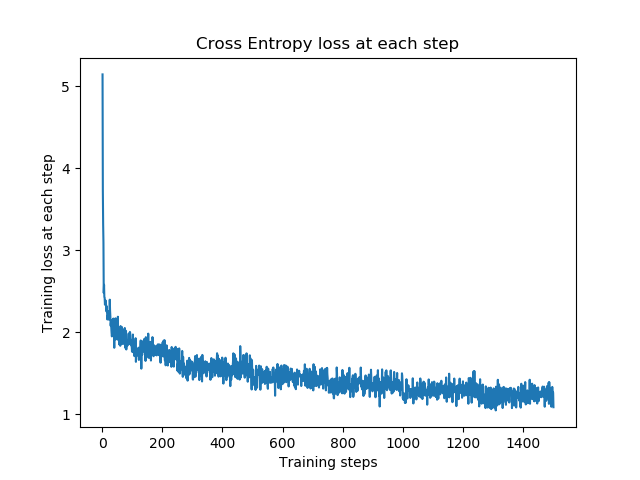 Cross Entropy loss at each step
Training loss at each step
5
4
3
2
1
0 200 400 600 800 1000 1200 1400
Training steps